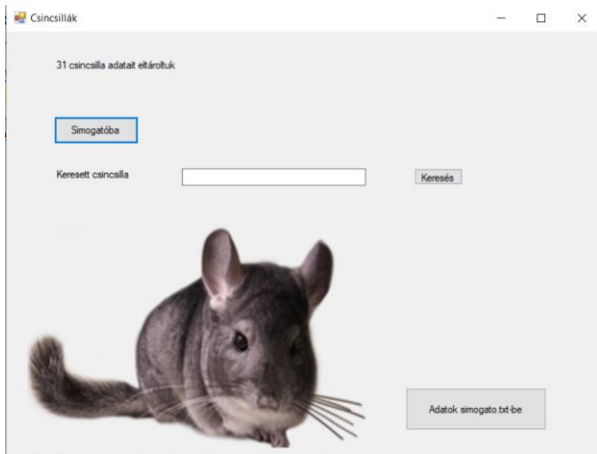 Csincsillák
31 csincsilla adatait eltároltuk
Simogatóba
Keresett csincsilla
Keresés
Adatok simogato.txt-be